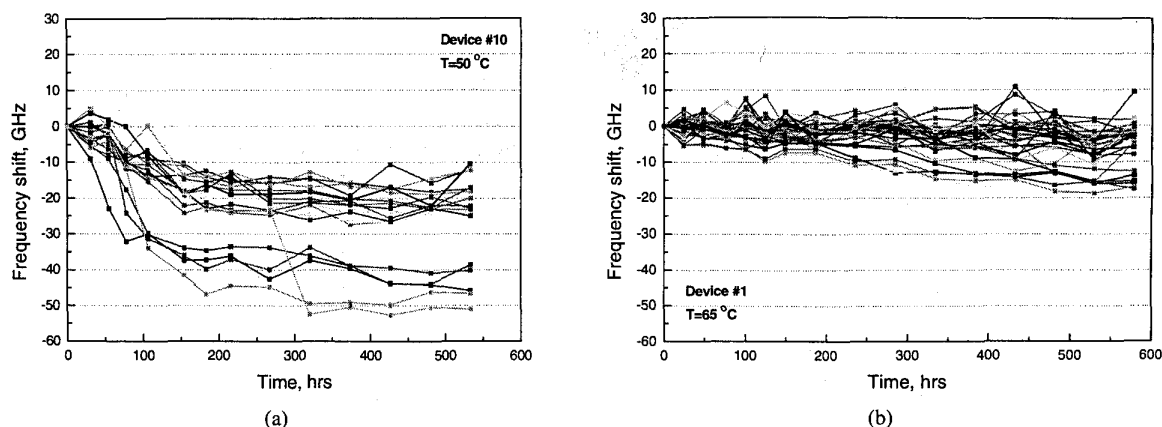 30
20
10
0
-10
-20
-30
-40
-50
-60
Frequency shift, GHz
Device #10
T=50 °C
0 100 200 300 400 500 600
Time, hrs
(a)
30
20
10
0
-10
-20
-30
-40
-50
-60
Frequency shift, GHz
Device #1
T=65 °C
0 100 200 300 400 500 600
Time, hrs
(b)